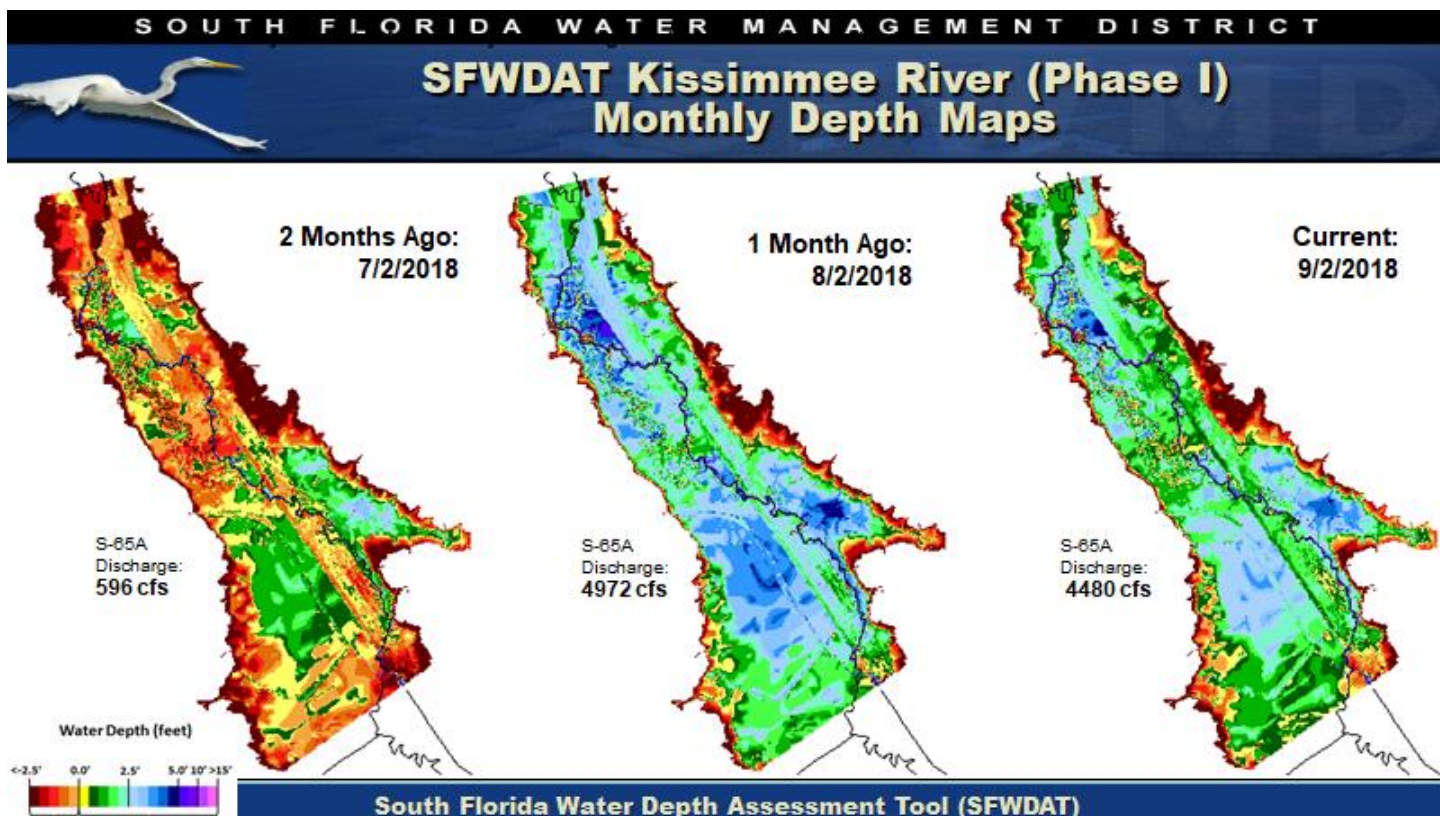 SOUTH FLORIDA WATER MANAGEMENT DISTRICT
SFWDAT Kissimmee River (Phase I)
Monthly Depth Maps
2 Months Ago:
7/2/2018
1 Month Ago:
8/2/2018
Current:
9/2/2018
S-65A
Discharge:
596 cfs
S-65A
Discharge:
4972 cfs
S-65A
Discharge:
4480 cfs
Water Depth (feet)
<-2.5' 0.0' 2.5' 5.0' 10' >15'
South Florida Water Depth Assessment Tool (SFWDAT)